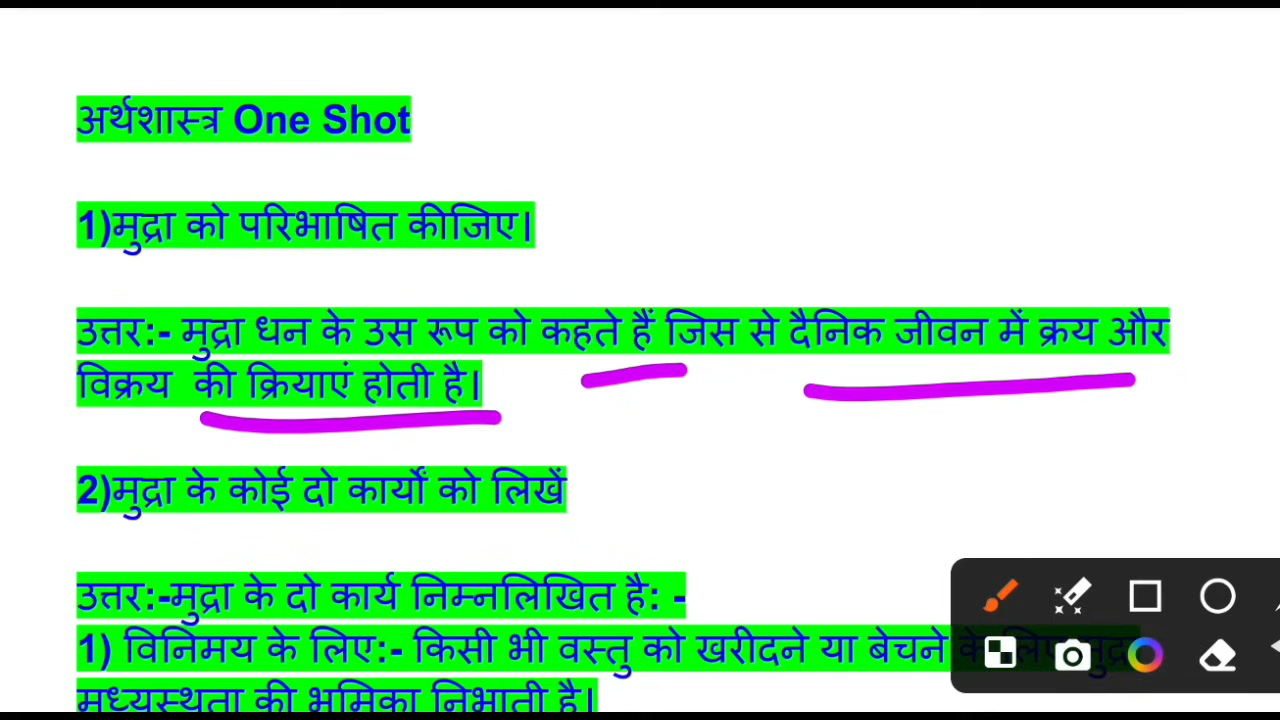 अर्थशास्त्र One Shot
1)मुद्रा को परिभाषित कीजिए।
उत्तर:- मुद्रा धन के उस रूप को कहते हैं जिस से दैनिक जीवन में क्रय और
विक्रय की क्रियाएं होती है।
2)मुद्रा के कोई दो कार्यों को लिखें
उत्तर:-मुद्रा के दो कार्य निम्नलिखित है: -
1) विनिमय के लिए:- किसी भी वस्तु को खरीदने या बेचने के लिए
मध्यस्थता की भूमिका निभाती है।